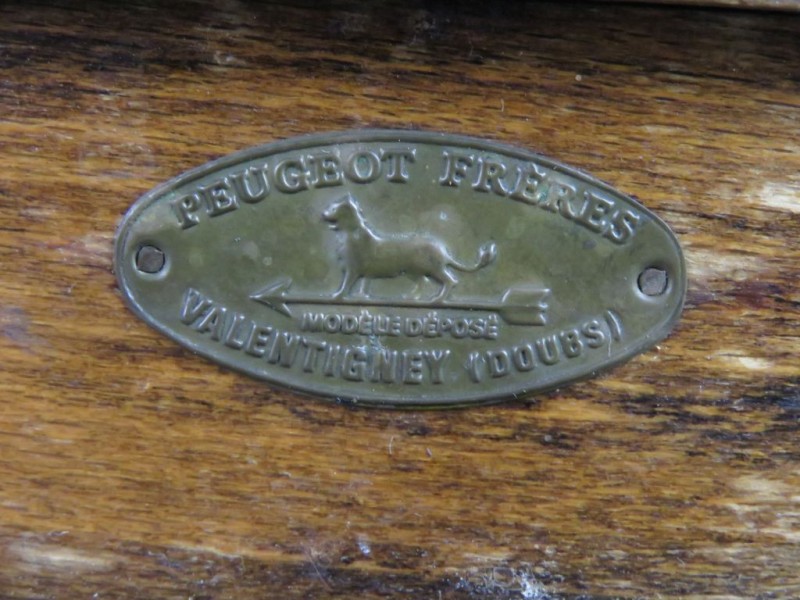 PEUGEOT FRÈRES
MODÈLE DÉPOSÉ
VALENTIGNEY (DOUBS)